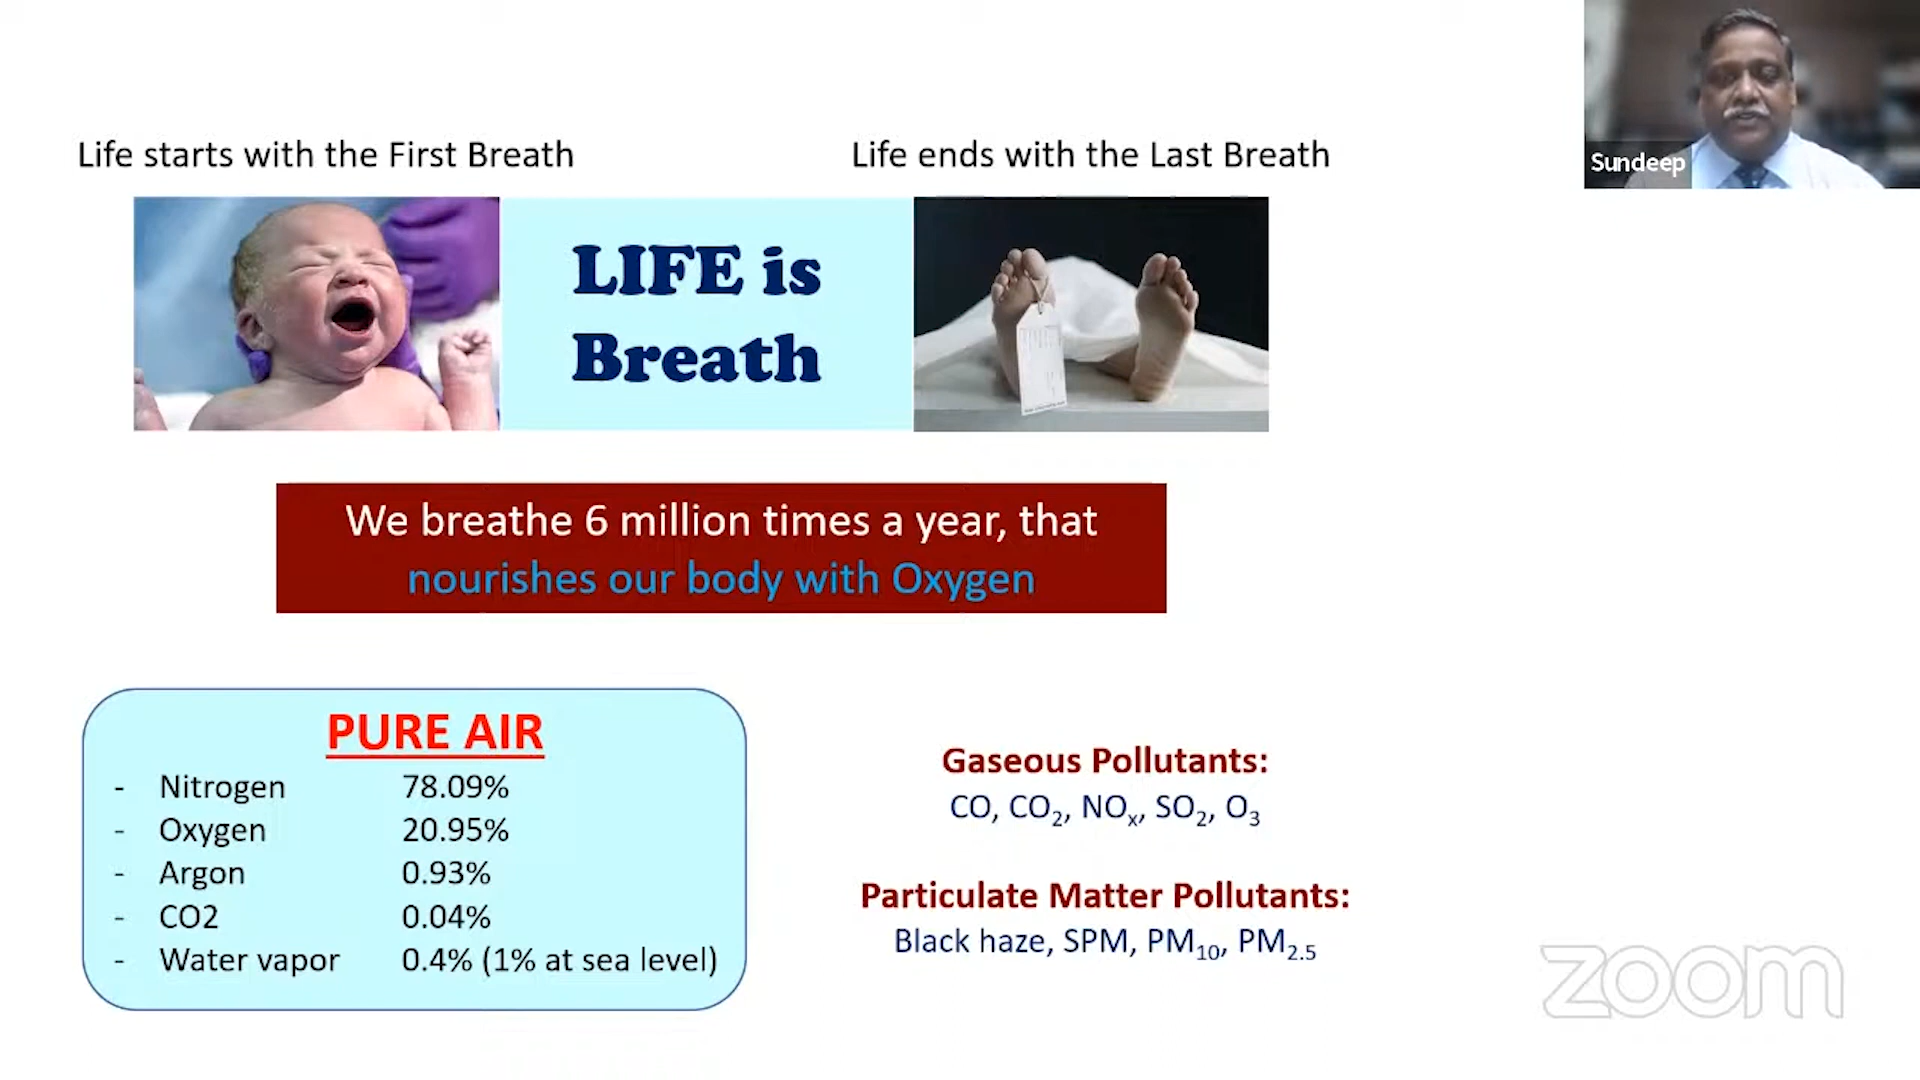 Life starts with the First Breath
Life ends with the Last Breath
Sundeep
LIFE is
Breath
We breathe 6 million times a year, that
nourishes our body with Oxygen
PURE AIR
- Nitrogen 78.09%
- Oxygen 20.95%
- Argon 0.93%
- CO2 0.04%
- Water vapor 0.4% (1% at sea level)
Gaseous Pollutants:
CO, CO₂, NOₓ, SO₂, O₃
Particulate Matter Pollutants:
Black haze, SPM, PM₁₀, PM₂.₅
zoom